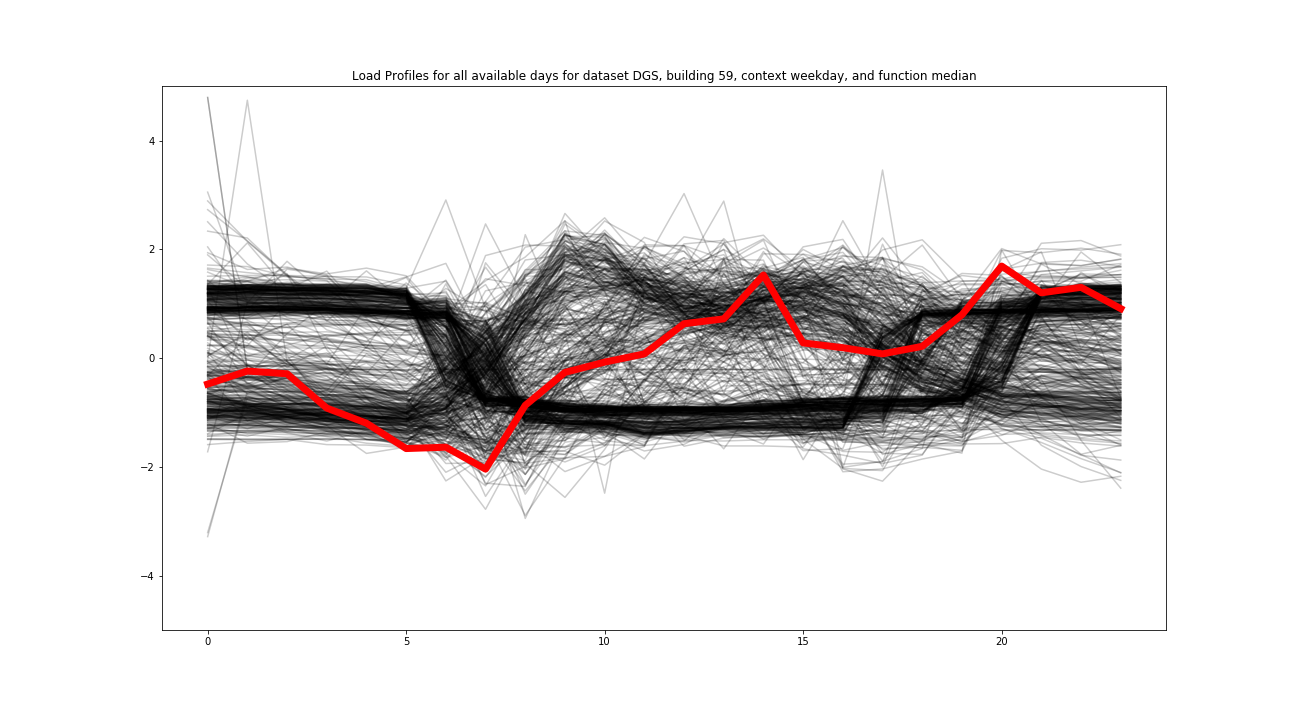 Load Profiles for all available days for dataset DGS, building 59, context weekday, and function median
4
2
0
−2
−4
0 5 10 15 20